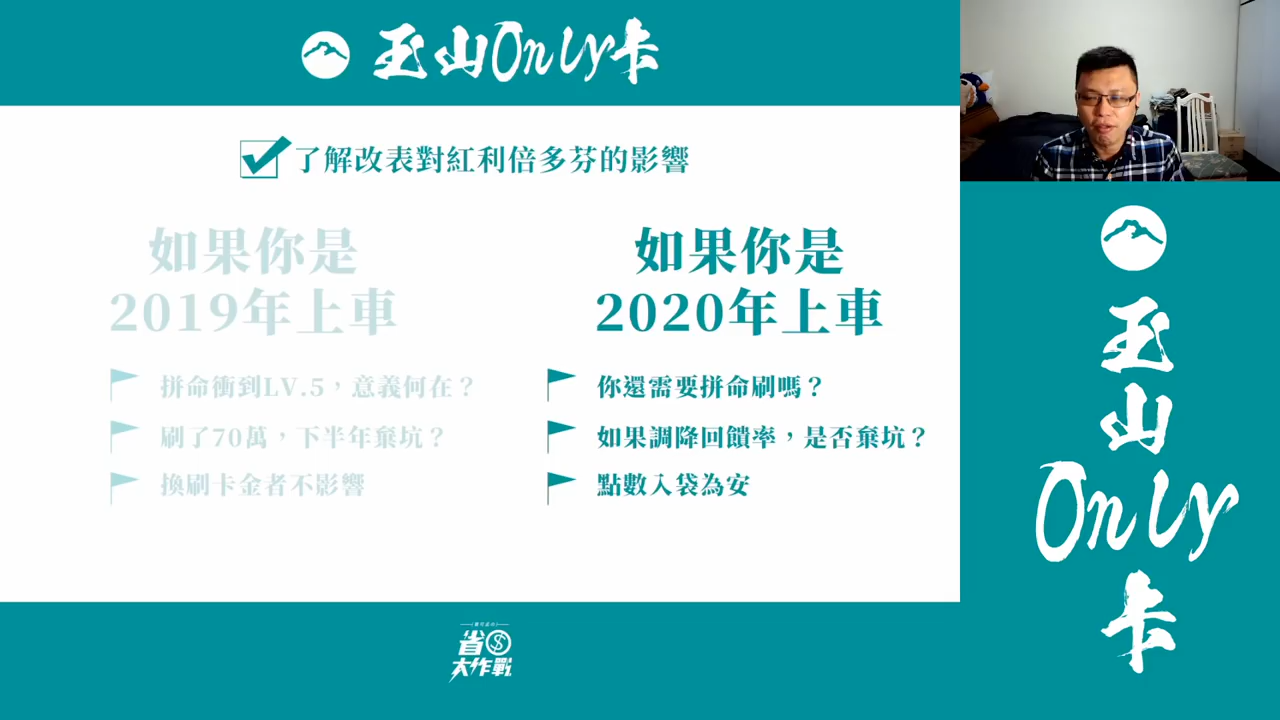 玉山Only卡
了解改表對紅利倍多芬的影響
如果你是
2019年上車
拼命衝到LV.5，意義何在？
刷了70萬，下半年棄坑？
換刷卡金者不影響
如果你是
2020年上車
你還需要拼命刷嗎？
如果調降回饋率，是否棄坑？
點數入袋為安
省
大作戰
玉山Only卡